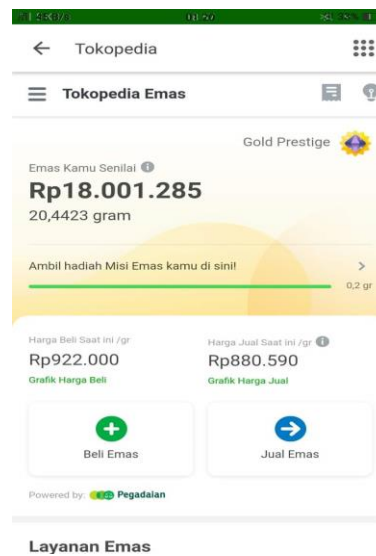 Tokopedia
Tokopedia Emas
Gold Prestige
Emas Kamu Senilai
Rp18.001.285
20,4423 gram
Ambil hadiah Misi Emas kamu di sini!
0,2 gr
Harga Beli Saat ini /gr
Rp922.000
Grafik Harga Beli
Harga Jual Saat ini /gr
Rp880.590
Grafik Harga Jual
Beli Emas
Jual Emas
Powered by: Pegadaian
Layanan Emas